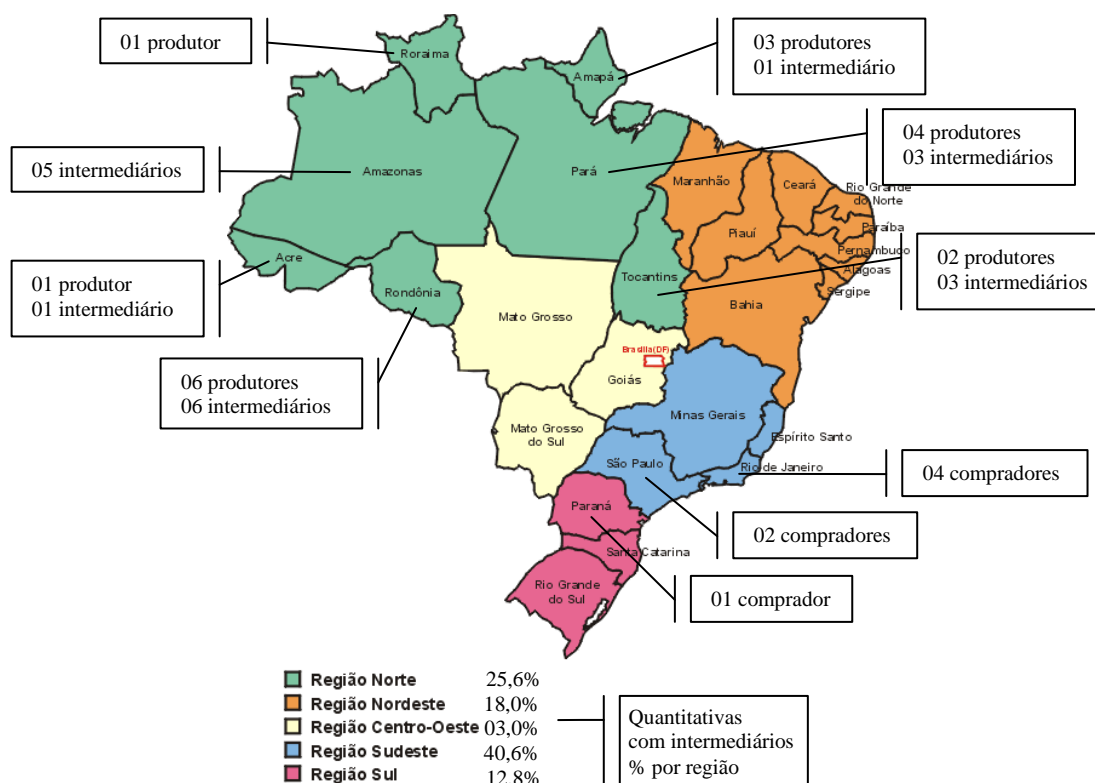 01 produtor
03 produtores
01 intermediário
Roraima
Amapá
04 produtores
03 intermediários
05 intermediários
Amazonas
Pará
Maranhão
Ceará
Rio Grande
do Norte
Paraíba
Piauí
Pernambuco
Alagoas
Sergipe
Acre
Rondônia
Tocantins
Bahia
02 produtores
03 intermediários
01 produtor
01 intermediário
Mato Grosso
Brasília(DF)
Goiás
06 produtores
06 intermediários
Mato Grosso
do Sul
Minas Gerais
Espírito Santo
São Paulo
Rio de Janeiro
04 compradores
Paraná
02 compradores
Santa Catarina
Rio Grande
do Sul
01 comprador
Região Norte 25,6%
Região Nordeste 18,0%
Região Centro-Oeste 03,0%
Região Sudeste 40,6%
Região Sul 12,8%
Quantitativas
com intermediários
% por região